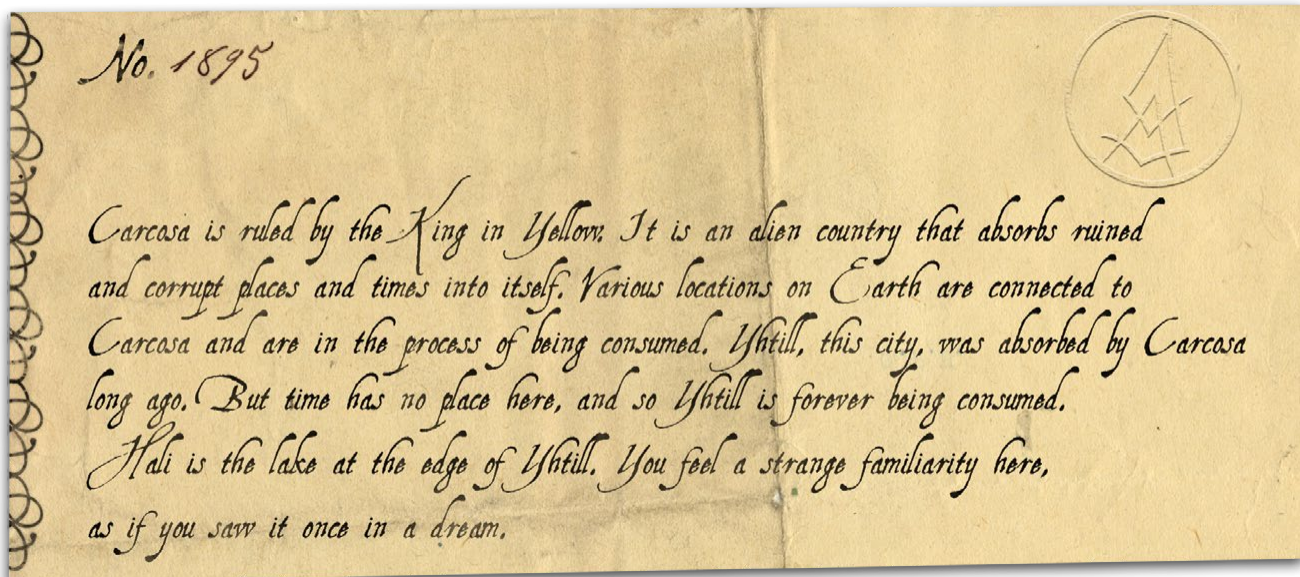 No. 1895
Carcosa is ruled by the King in Yellow. It is an alien country that absorbs ruined
and corrupt places and times into itself. Various locations on Earth are connected to
Carcosa and are in the process of being consumed. Yhtill, this city, was absorbed by Carcosa
long ago. But time has no place here, and so Yhtill is forever being consumed.
Hali is the lake at the edge of Yhtill. You feel a strange familiarity here,
as if you saw it once in a dream.